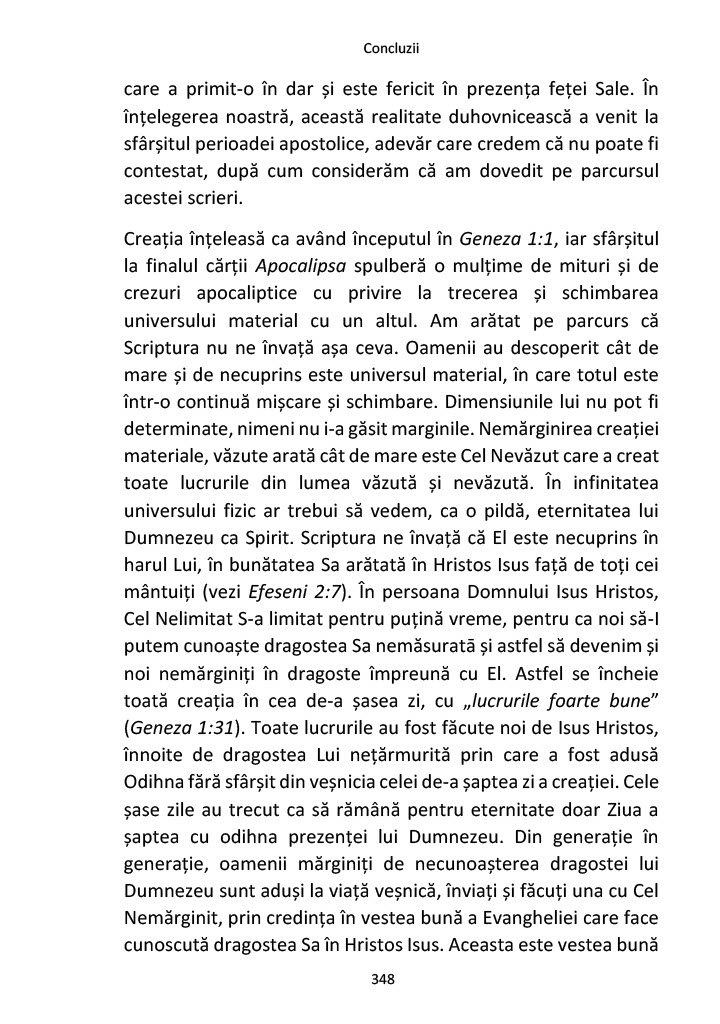 Concluzii
care a primit-o în dar și este fericit în prezența feței Sale. În
înțelegerea noastră, această realitate duhovnicească a venit la
sfârșitul perioadei apostolice, adevăr care credem că nu poate fi
contestat, după cum considerăm că am dovedit pe parcursul
acestei scrieri.
Creația înțeleasă ca având începutul în Geneza 1:1, iar sfârșitul
la finalul cărții Apocalipsa spulberă o mulțime de mituri și de
crezuri apocaliptice cu privire la trecerea și schimbarea
universului material cu un altul. Am arătat pe parcurs că
Scriptura nu ne învață așa ceva. Oamenii au descoperit cât de
mare și de necuprins este universul material, în care totul este
într-o continuă mișcare și schimbare. Dimensiunile lui nu pot fi
determinate, nimeni nu i-a găsit marginile. Nemărginirea creației
materiale, văzute arată cât de mare este Cel Nevăzut care a creat
toate lucrurile din lumea văzută și nevăzută. În infinitatea
universului fizic ar trebui să vedem, ca o pildă, eternitatea lui
Dumnezeu ca Spirit. Scriptura ne învață că El este necuprins în
harul Lui, în bunătatea Sa arătată în Hristos Isus față de toți cei
mântuiți (vezi Efeseni 2:7). În persoana Domnului Isus Hristos,
Cel Nelimitat S-a limitat pentru puțină vreme, pentru ca noi să-I
putem cunoaște dragostea Sa nemăsuratā și astfel să devenim și
noi nemărginiți în dragoste împreună cu El. Astfel se încheie
toată creația în cea de-a șasea zi, cu „lucrurile foarte bune”
(Geneza 1:31). Toate lucrurile au fost făcute noi de Isus Hristos,
înnoite de dragostea Lui nețărmurită prin care a fost adusă
Odihna fără sfârșit din veșnicia celei de-a șaptea zi a creației. Cele
șase zile au trecut ca să rămână pentru eternitate doar Ziua a
șaptea cu odihna prezenței lui Dumnezeu. Din generație în
generație, oamenii mărginiți de necunoașterea dragostei lui
Dumnezeu sunt aduși la viață veșnică, înviați și făcuți una cu Cel
Nemărginit, prin credința în vestea bună a Evangheliei care face
cunoscută dragostea Sa în Hristos Isus. Aceasta este vestea bună
348